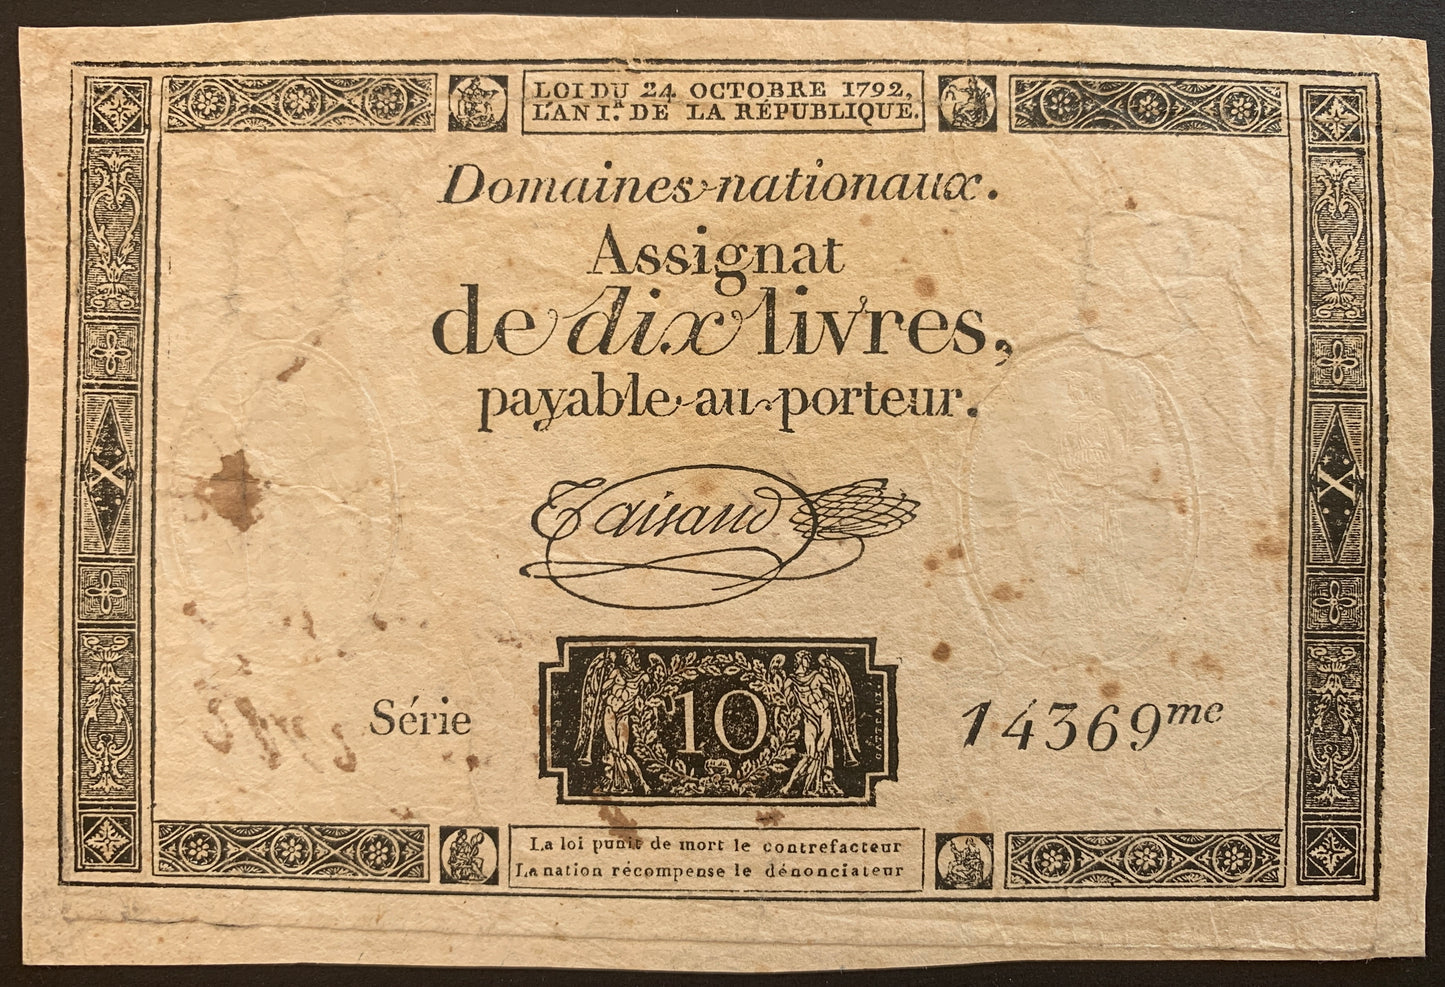 LOI DU 24 OCTOBRE 1792,
L'AN I.R DE LA RÉPUBLIQUE.
Domaines nationaux.
Assignat
de dix livres,
payable au porteur.
Taisaud
X
X
Série
10
14369me
La loi punit de mort le contrefacteur
La nation récompense le dénonciateur